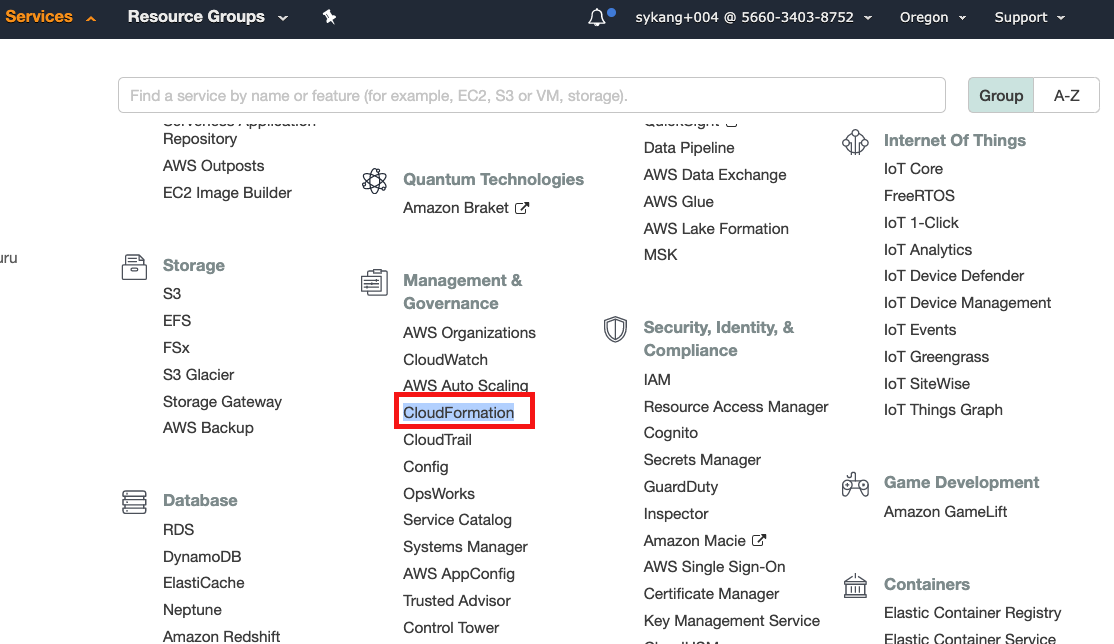 Services
Resource Groups
sykang+004 @ 5660-3403-8752
Oregon
Support
Find a service by name or feature (for example, EC2, S3 or VM, storage).
Group
A-Z
Serverless Application
Repository
AWS Outposts
EC2 Image Builder
Storage
S3
EFS
FSx
S3 Glacier
Storage Gateway
AWS Backup
Database
RDS
DynamoDB
ElastiCache
Neptune
Amazon Redshift
Quantum Technologies
Amazon Braket
Management &
Governance
AWS Organizations
CloudWatch
AWS Auto Scaling
CloudFormation
CloudTrail
Config
OpsWorks
Service Catalog
Systems Manager
AWS AppConfig
Trusted Advisor
Control Tower
QuickSight
Data Pipeline
AWS Data Exchange
AWS Glue
AWS Lake Formation
MSK
Security, Identity, &
Compliance
IAM
Resource Access Manager
Cognito
Secrets Manager
GuardDuty
Inspector
Amazon Macie
AWS Single Sign-On
Certificate Manager
Key Management Service
CloudHSM
Internet Of Things
IoT Core
FreeRTOS
IoT 1-Click
IoT Analytics
IoT Device Defender
IoT Device Management
IoT Events
IoT Greengrass
IoT SiteWise
IoT Things Graph
Game Development
Amazon GameLift
Containers
Elastic Container Registry
Elastic Container Service